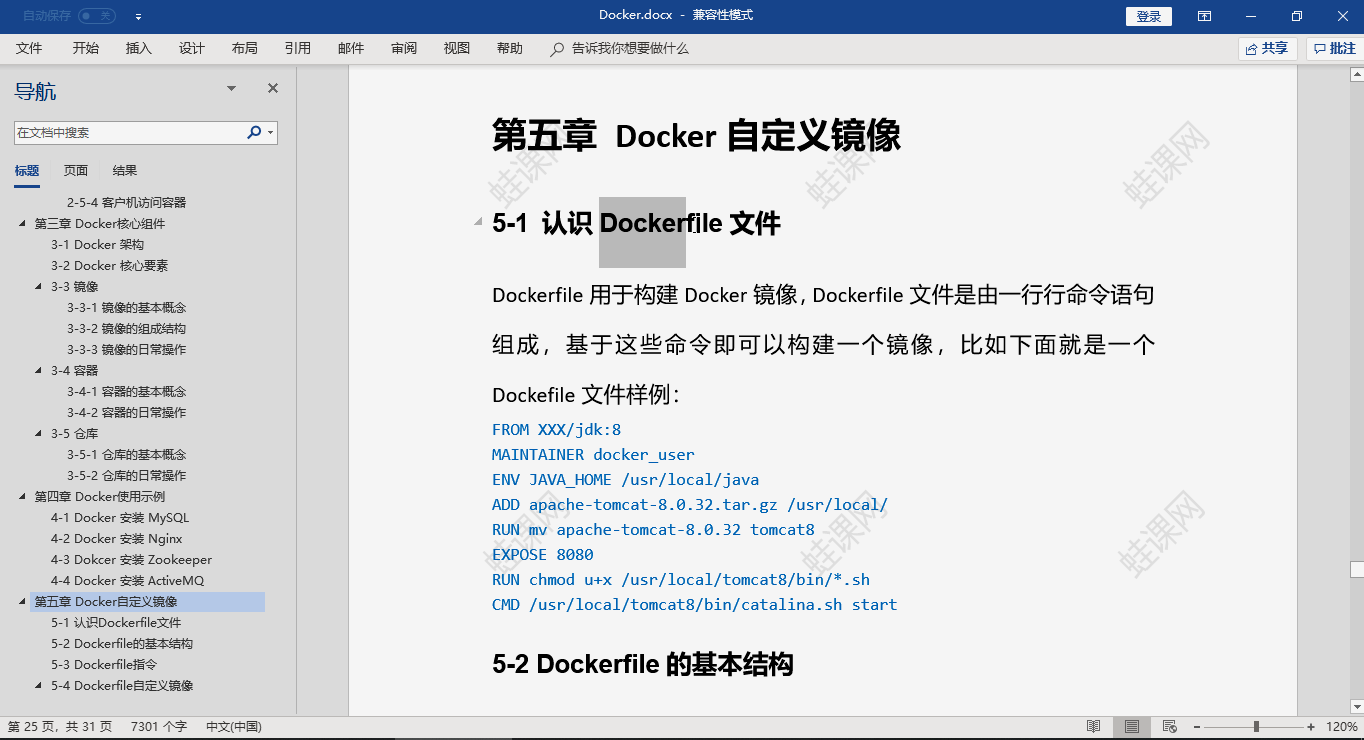 自动保存 关
Docker.docx - 兼容性模式
登录
文件 开始 插入 设计 布局 引用 邮件 审阅 视图 帮助 告诉我你想要做什么 共享 批注
导航
在文档中搜索
标题 页面 结果
2-5-4 客户机访问容器
第三章 Docker核心组件
3-1 Docker 架构
3-2 Docker 核心要素
3-3 镜像
3-3-1 镜像的基本概念
3-3-2 镜像的组成结构
3-3-3 镜像的日常操作
3-4 容器
3-4-1 容器的基本概念
3-4-2 容器的日常操作
3-5 仓库
3-5-1 仓库的基本概念
3-5-2 仓库的日常操作
第四章 Docker使用示例
4-1 Docker 安装 MySQL
4-2 Docker 安装 Nginx
4-3 Dokcer 安装 Zookeeper
4-4 Docker 安装 ActiveMQ
第五章 Docker自定义镜像
5-1 认识Dockerfile文件
5-2 Dockerfile的基本结构
5-3 Dockerfile指令
5-4 Dockerfile自定义镜像
第五章 Docker 自定义镜像
蛙课网 蛙课网 蛙课网
5-1 认识 Dockerfile 文件
Dockerfile 用于构建 Docker 镜像，Dockerfile 文件是由一行行命令语句
组成，基于这些命令即可以构建一个镜像，比如下面就是一个
Dockefile 文件样例：
FROM XXX/jdk:8
MAINTAINER docker_user
ENV JAVA_HOME /usr/local/java
ADD apache-tomcat-8.0.32.tar.gz /usr/local/
RUN mv apache-tomcat-8.0.32 tomcat8
EXPOSE 8080
RUN chmod u+x /usr/local/tomcat8/bin/*.sh
CMD /usr/local/tomcat8/bin/catalina.sh start
蛙课网 蛙课网 蛙课网
5-2 Dockerfile 的基本结构
第 25 页，共 31 页 7301 个字 中文(中国) 120%